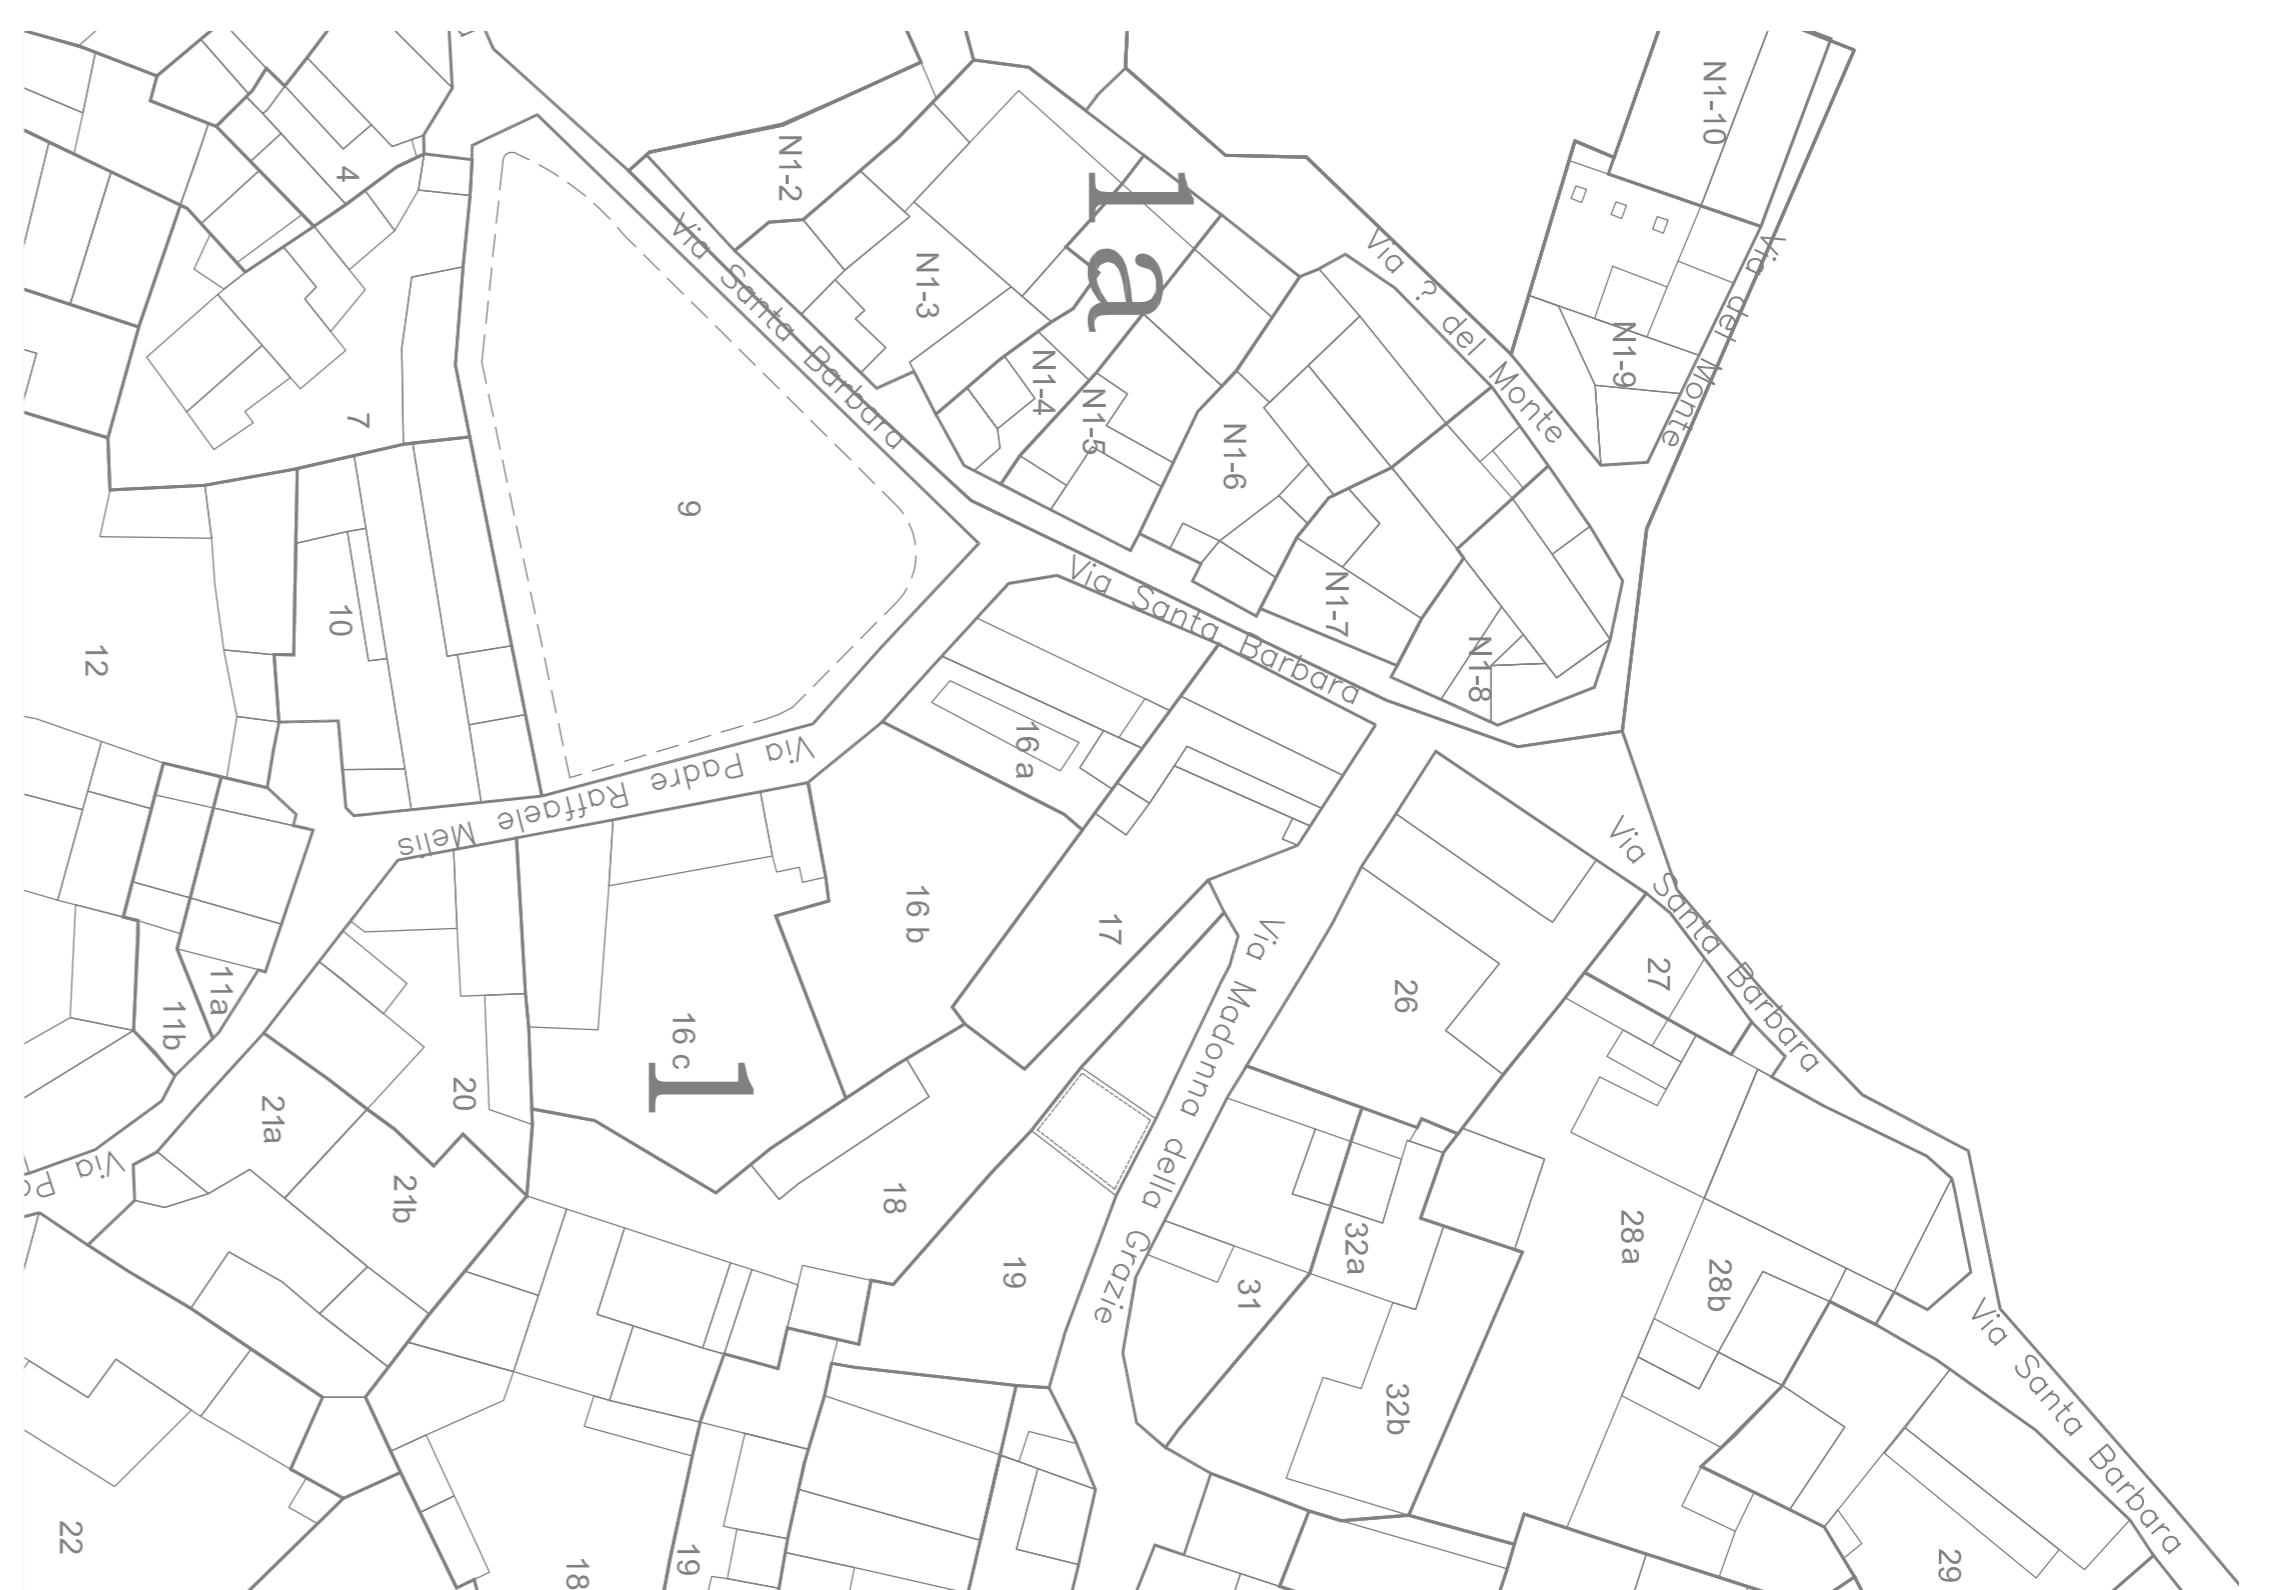 N1-10
4
N1-2
1a
Via Santa Barbara
N1-3
Via ? del Monte
Via del Monte
N1-9
N1-4
N1-5
N1-6
7
9
10
12
N1-7
N1-8
Via Santa Barbara
16 a
Via Padre Raffaele Melis
16 b
17
Via Santa Barbara
27
26
Via Madonna della Grazie
11a
11b
16 c
1
20
21a
21b
Via
18
19
32a
31
28a
28b
32b
Via Santa Barbara
22
18
19
29